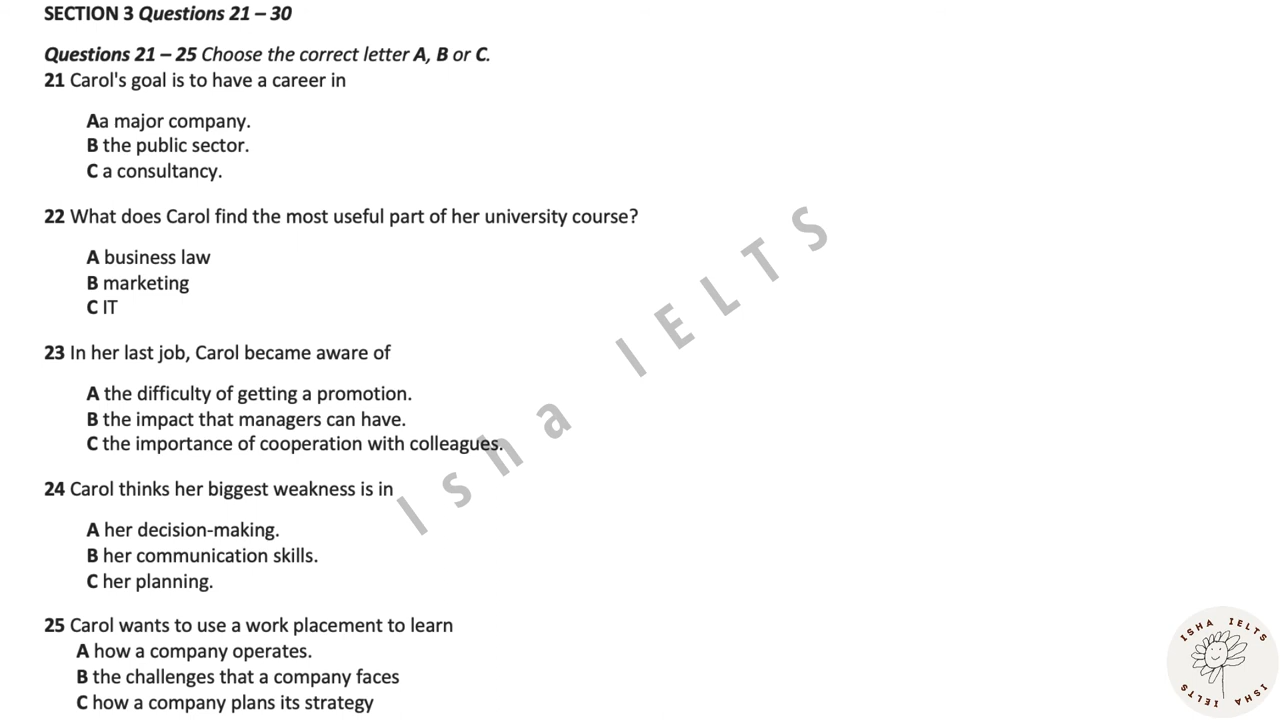 SECTION 3 Questions 21 – 30
Questions 21 – 25 Choose the correct letter A, B or C.
21 Carol's goal is to have a career in
Aa major company.
B the public sector.
C a consultancy.
22 What does Carol find the most useful part of her university course?
A business law
B marketing
C IT
23 In her last job, Carol became aware of
A the difficulty of getting a promotion.
B the impact that managers can have.
C the importance of cooperation with colleagues.
24 Carol thinks her biggest weakness is in
A her decision-making.
B her communication skills.
C her planning.
25 Carol wants to use a work placement to learn
A how a company operates.
B the challenges that a company faces
C how a company plans its strategy
Isha IELTS
ISHA IELTS
ISHA IELTS